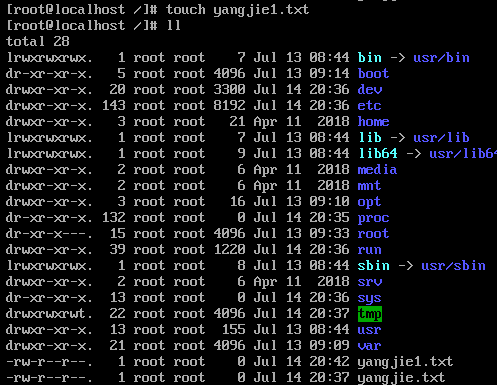 [root@localhost /]# touch yangjie1.txt
[root@localhost /]# ll
total 28
lrwxrwxrwx.   1 root root    7 Jul 13 08:44 bin -> usr/bin
dr-xr-xr-x.   5 root root 4096 Jul 13 09:14 boot
drwxr-xr-x.  20 root root 3300 Jul 14 20:36 dev
drwxr-xr-x. 143 root root 8192 Jul 14 20:36 etc
drwxr-xr-x.   3 root root   21 Apr 11  2018 home
lrwxrwxrwx.   1 root root    7 Jul 13 08:44 lib -> usr/lib
lrwxrwxrwx.   1 root root    9 Jul 13 08:44 lib64 -> usr/lib64
drwxr-xr-x.   2 root root    6 Apr 11  2018 media
drwxr-xr-x.   2 root root    6 Apr 11  2018 mnt
drwxr-xr-x.   3 root root   16 Jul 13 09:10 opt
dr-xr-xr-x. 132 root root    0 Jul 14 20:35 proc
dr-xr-x---.  15 root root 4096 Jul 13 09:33 root
drwxr-xr-x.  39 root root 1220 Jul 14 20:36 run
lrwxrwxrwx.   1 root root    8 Jul 13 08:44 sbin -> usr/sbin
drwxr-xr-x.   2 root root    6 Apr 11  2018 srv
dr-xr-xr-x.  13 root root    0 Jul 14 20:36 sys
drwxrwxrwt.  22 root root 4096 Jul 14 20:37 tmp
drwxr-xr-x.  13 root root  155 Jul 13 08:44 usr
drwxr-xr-x.  21 root root 4096 Jul 13 09:09 var
-rw-r--r--.   1 root root    0 Jul 14 20:42 yangjie1.txt
-rw-r--r--.   1 root root    0 Jul 14 20:37 yangjie.txt